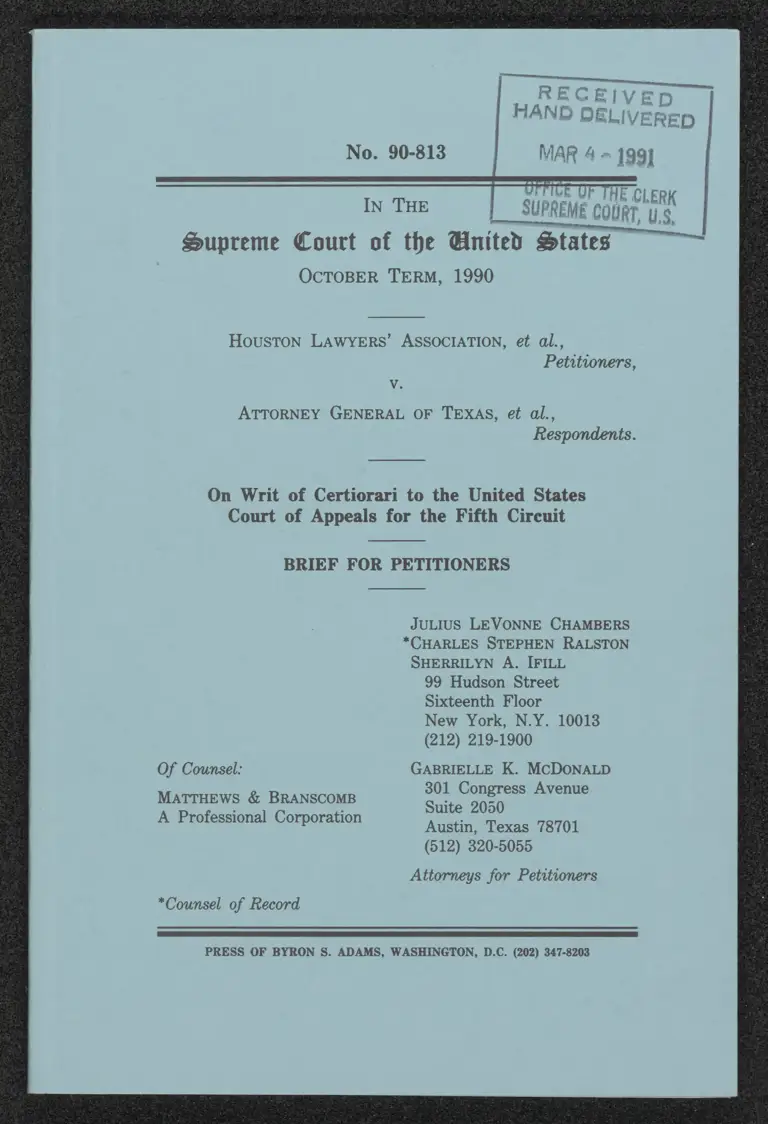 RECEIVED
HAND DELIVERED
MAR 4 - 1991
OFFICE OF THE CLERK
SUPREME COURT, U.S.
No. 90-813
IN THE
Supreme Court of the United States
OCTOBER TERM, 1990
HOUSTON LAWYERS' ASSOCIATION, et al.,
Petitioners,
v.
ATTORNEY GENERAL OF TEXAS, et al.,
Respondents.
On Writ of Certiorari to the United States
Court of Appeals for the Fifth Circuit
BRIEF FOR PETITIONERS
JULIUS LEVONNE CHAMBERS
*CHARLES STEPHEN RALSTON
SHERRILYN A. IFILL
99 Hudson Street
Sixteenth Floor
New York, N.Y. 10013
(212) 219-1900
Of Counsel:
MATTHEWS & BRANSCOMB
A Professional Corporation
GABRIELLE K. MCDONALD
301 Congress Avenue
Suite 2050
Austin, Texas 78701
(512) 320-5055
Attorneys for Petitioners
*Counsel of Record
PRESS OF BYRON S. ADAMS, WASHINGTON, D.C. (202) 347-8203